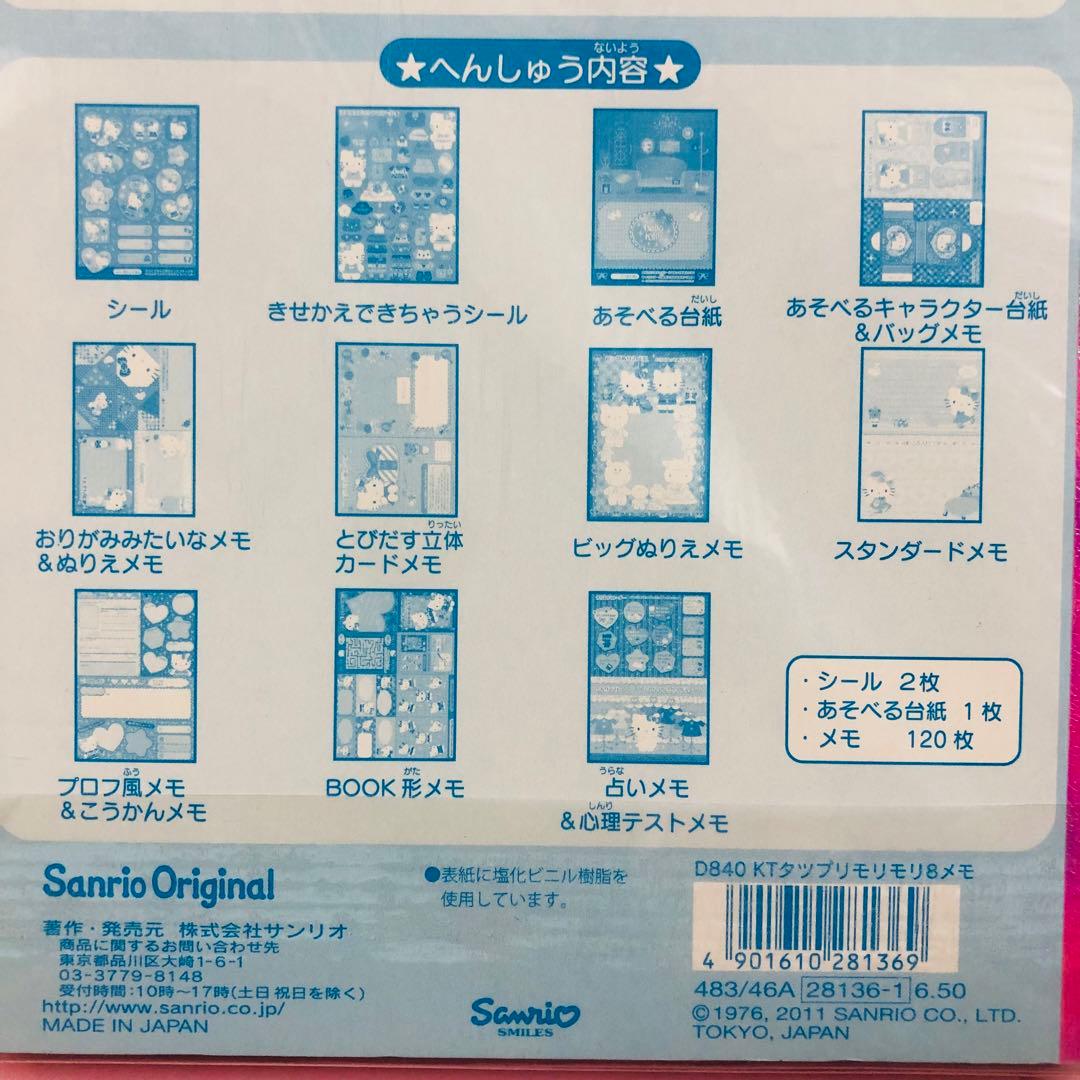 ★へんしゅう内容★
ないよう
シール
きせかえできちゃうシール
あそべる台紙
だいし
あそべるキャラクター台紙
だいし
&バッグメモ
おりがみみたいなメモ
&ぬりえメモ
とびだす立体
りったい
カードメモ
ビッグぬりえメモ
スタンダードメモ
プロフ風メモ
ふう
&こうかんメモ
BOOK形メモ
がた
占いメモ
うらな
&心理テストメモ
しんり
・シール 2枚
・あそべる台紙 1枚
・メモ 120枚
Sanrio Original
著作・発売元 株式会社サンリオ
商品に関するお問い合わせ先
東京都品川区大崎1-6-1
03-3779-8148
受付時間:10時〜17時(土日祝日を除く)
http://www.sanrio.co.jp/
MADE IN JAPAN
●表紙に塩化ビニル樹脂を
使用しています。
Sanrio
SMILES
D840 KTタツプリモリモリ8メモ
4 901610 281369
483/46A 28136-1 6.50
©1976, 2011 SANRIO CO., LTD.
TOKYO, JAPAN